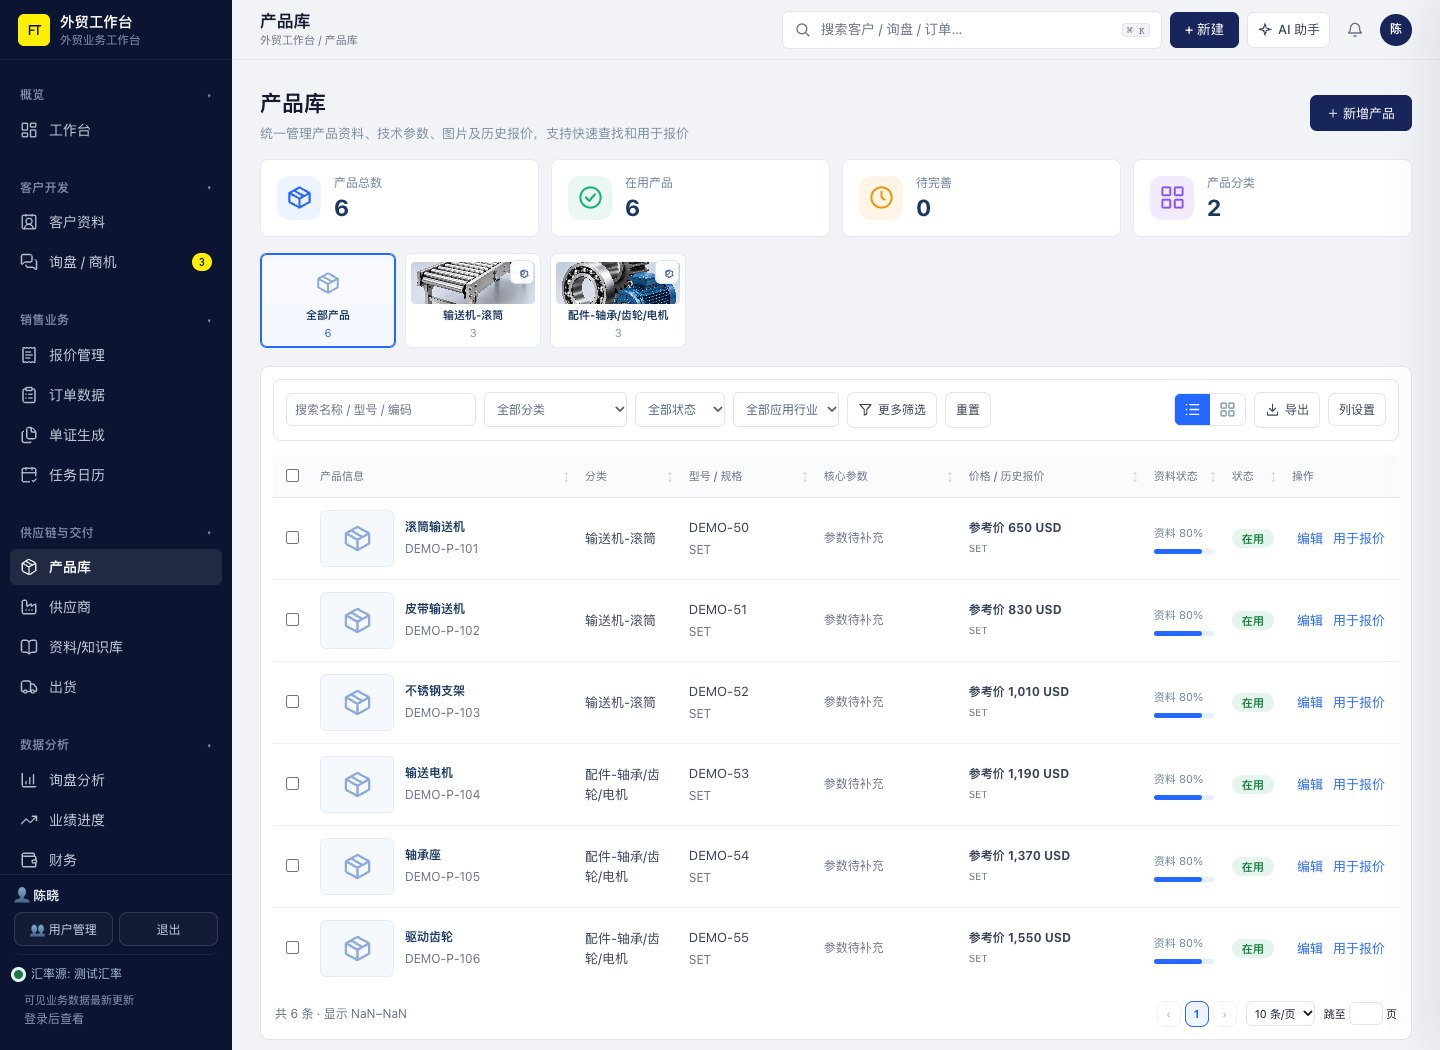 FT
外贸工作台
外贸业务工作台
概览
工作台
客户开发
客户资料
询盘 / 商机
3
销售业务
报价管理
订单数据
单证生成
任务日历
供应链与交付
产品库
供应商
资料/知识库
出货
数据分析
询盘分析
业绩进度
财务
陈晓
用户管理
退出
汇率源: 测试汇率
可见业务数据最新更新
登录后查看
产品库
外贸工作台 / 产品库
搜索客户 / 询盘 / 订单...
⌘ K
+ 新建
AI 助手
陈
产品库
统一管理产品资料、技术参数、图片及历史报价，支持快速查找和用于报价
+ 新增产品
产品总数
6
在用产品
6
待完善
0
产品分类
2
全部产品
6
输送机-滚筒
3
配件-轴承/齿轮/电机
3
搜索名称 / 型号 / 编码
全部分类
全部状态
全部应用行业
更多筛选
重置
导出
列设置
产品信息 分类 型号 / 规格 核心参数 价格 / 历史报价 资料状态 状态 操作
滚筒输送机
DEMO-P-101
输送机-滚筒
DEMO-50
SET
参数待补充
参考价 650 USD
SET
资料 80%
在用
编辑 用于报价
皮带输送机
DEMO-P-102
输送机-滚筒
DEMO-51
SET
参数待补充
参考价 830 USD
SET
资料 80%
在用
编辑 用于报价
不锈钢支架
DEMO-P-103
输送机-滚筒
DEMO-52
SET
参数待补充
参考价 1,010 USD
SET
资料 80%
在用
编辑 用于报价
输送电机
DEMO-P-104
配件-轴承/齿
轮/电机
DEMO-53
SET
参数待补充
参考价 1,190 USD
SET
资料 80%
在用
编辑 用于报价
轴承座
DEMO-P-105
配件-轴承/齿
轮/电机
DEMO-54
SET
参数待补充
参考价 1,370 USD
SET
资料 80%
在用
编辑 用于报价
驱动齿轮
DEMO-P-106
配件-轴承/齿
轮/电机
DEMO-55
SET
参数待补充
参考价 1,550 USD
SET
资料 80%
在用
编辑 用于报价
共 6 条 · 显示 NaN–NaN
‹ 1 › 10 条/页 跳至 页